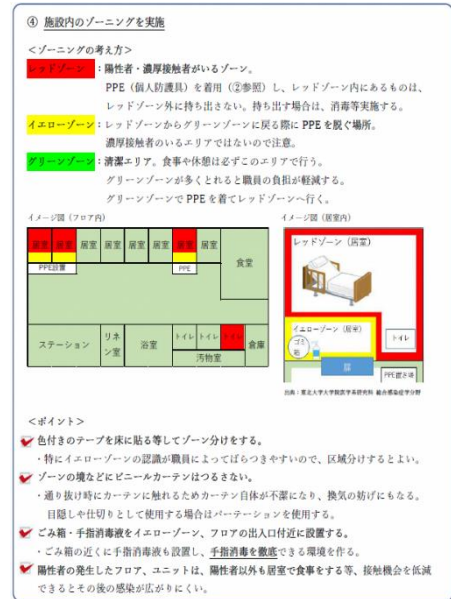 ④ 施設内のゾーニングを実施
<ゾーニングの考え方>
レッドゾーン：陽性者・濃厚接触者がいるゾーン。
PPE（個人防護具）を着用（②参照）し、レッドゾーン内にあるものは、
レッドゾーン外に持ち出さない。持ち出す場合は、消毒等実施する。
イエローゾーン：レッドゾーンからグリーンゾーンに戻る際に PPE を脱ぐ場所。
濃厚接触者のいるエリアではないので注意。
グリーンゾーン：清潔エリア。食事や休憩は必ずこのエリアで行う。
グリーンゾーンが多くとれると職員の負担が軽減する。
グリーンゾーンで PPE を着てレッドゾーンへ行く。
イメージ図（フロア内）
イメージ図（居室内）
居室 居室 居室 居室 居室 居室 居室 居室
PPE設置
PPE
食堂
ステーション
リネン室
浴室
トイレ トイレ トイレ
汚物室
倉庫
レッドゾーン（居室）
イエローゾーン（居室）
ゴミ箱
トイレ
扉
PPE置き場
出典：東北大学大学院医学系研究科 総合感染症学分野
<ポイント>
色付きのテープを床に貼る等してゾーン分けをする。
・特にイエローゾーンの認識が職員によってばらつきやすいので、区域分けするとよい。
ゾーンの境などにビニールカーテンはつるさない。
・通り抜け時にカーテンに触れるためカーテン自体が不潔になり、換気の妨げにもなる。
目隠しや仕切りとして使用する場合はパーテーションを使用する。
ごみ箱・手指消毒液をイエローゾーン、フロアの出入口付近に設置する。
・ごみ箱の近くに手指消毒液も設置し、手指消毒を徹底できる環境を作る。
陽性者の発生したフロア、ユニットは、陽性者以外も居室で食事をする等、接触機会を低減
できるとその後の感染が広がりにくい。